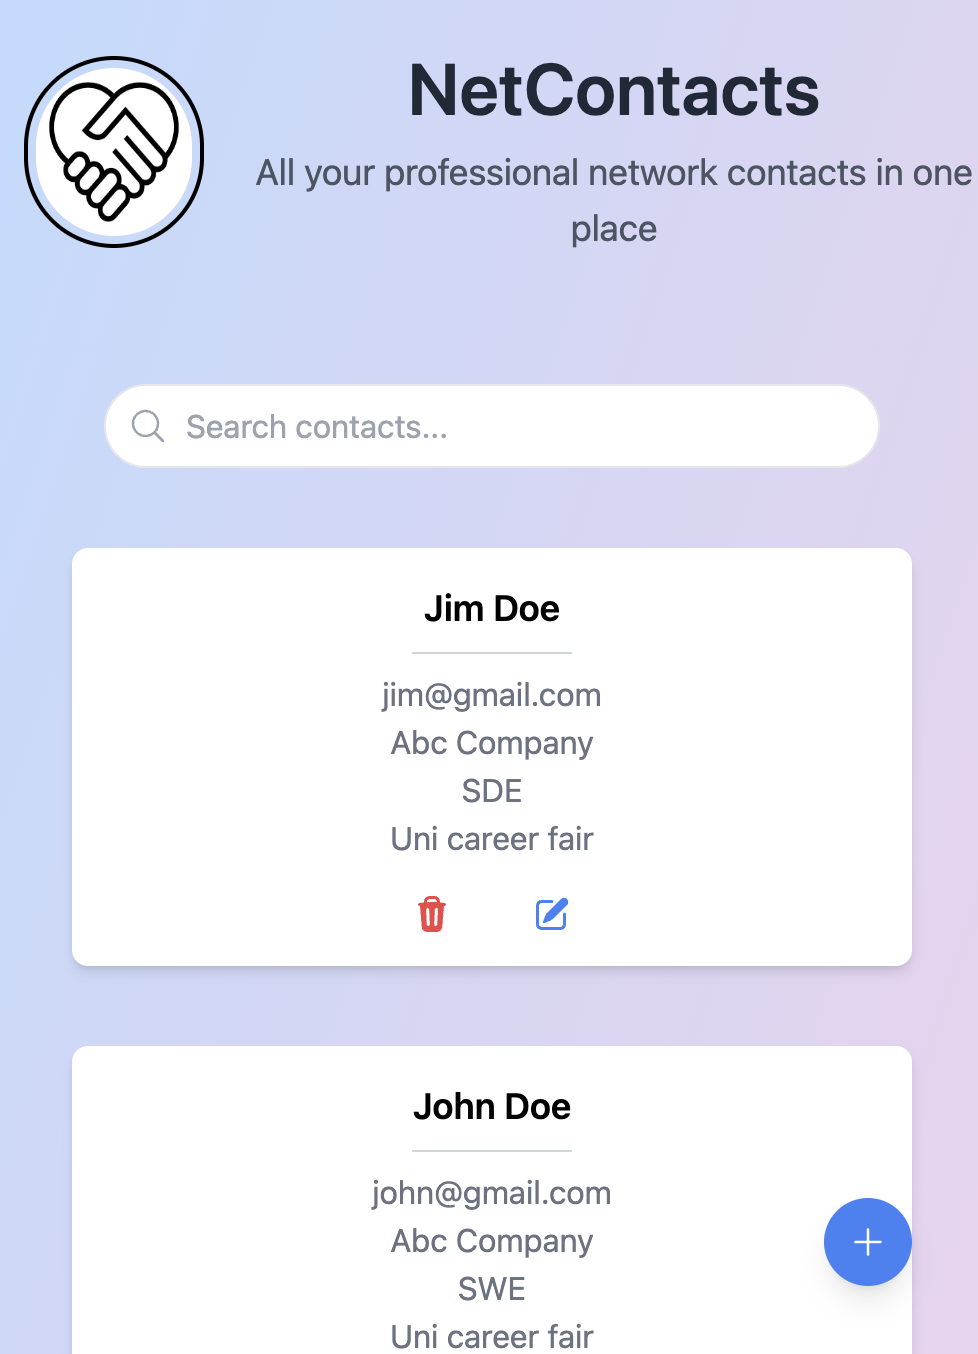 NetContacts
All your professional network contacts in one
place
Search contacts...
Jim Doe
jim@gmail.com
Abc Company
SDE
Uni career fair
John Doe
john@gmail.com
Abc Company
SWE
Uni career fair